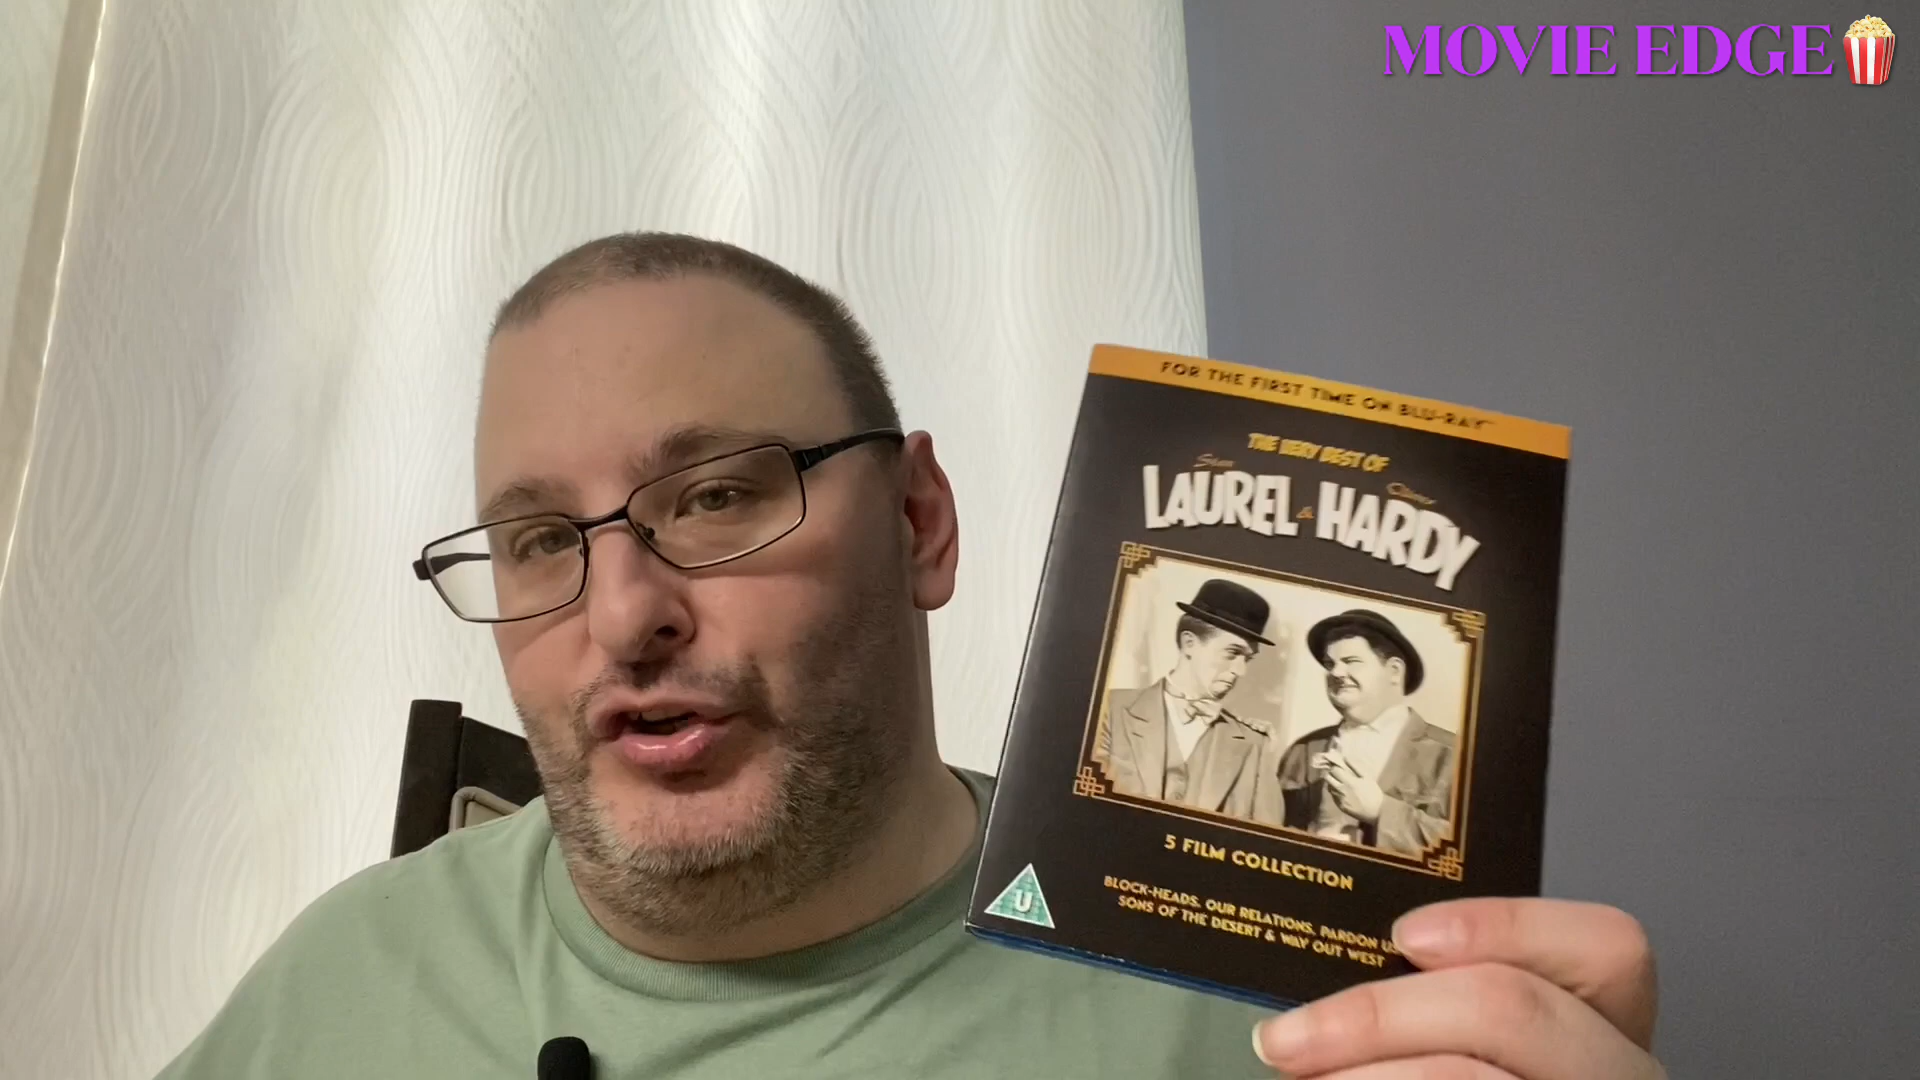 MOVIE EDGE
FOR THE FIRST TIME ON BLU-RAY™
THE VERY BEST OF
Stan Oliver
LAUREL & HARDY
5 FILM COLLECTION
BLOCK-HEADS, OUR RELATIONS, PARDON US
SONS OF THE DESERT & WAY OUT WEST
U